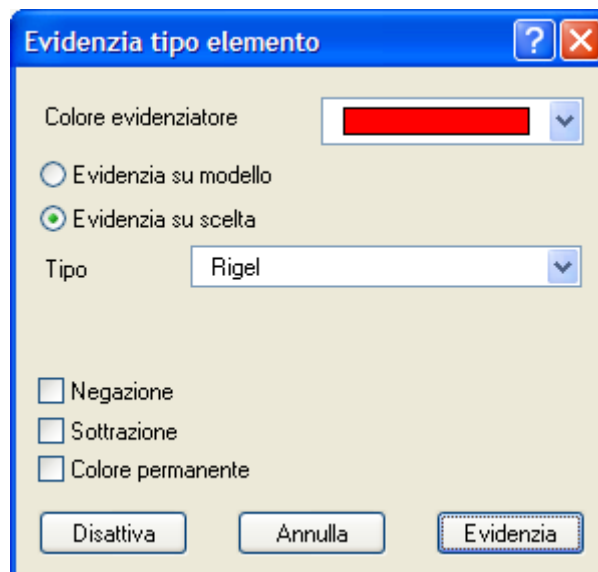 Evidenzia tipo elemento
Colore evidenziatore
Evidenzia su modello
Evidenzia su scelta
Tipo Rigel
Negazione
Sottrazione
Colore permanente
Disattiva Annulla Evidenzia